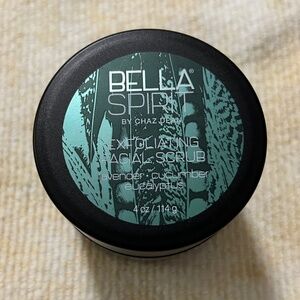 BELLA®
SPIRIT
BY CHAZ DEAN
EXFOLIATING
FACIAL SCRUB
lavender · cucumber
eucalyptus
4 oz / 114 g